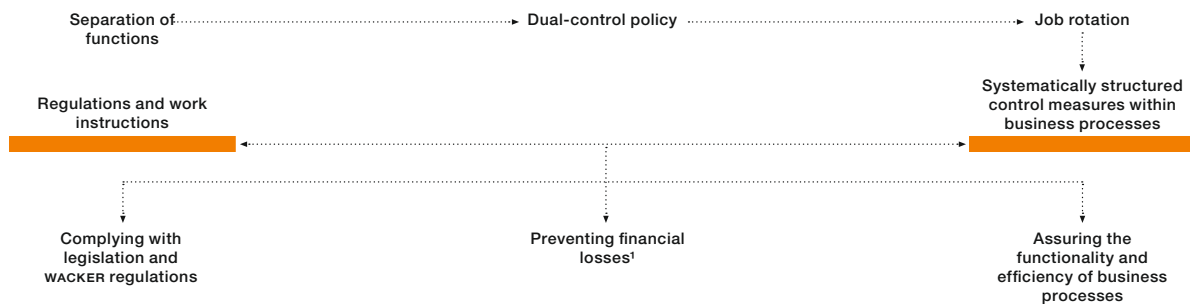 Separation of
functions
Dual-control policy
Job rotation
Regulations and work
instructions
Systematically structured
control measures within
business processes
Complying with
legislation and
WACKER regulations
Preventing financial
losses¹
Assuring the
functionality and
efficiency of business
processes